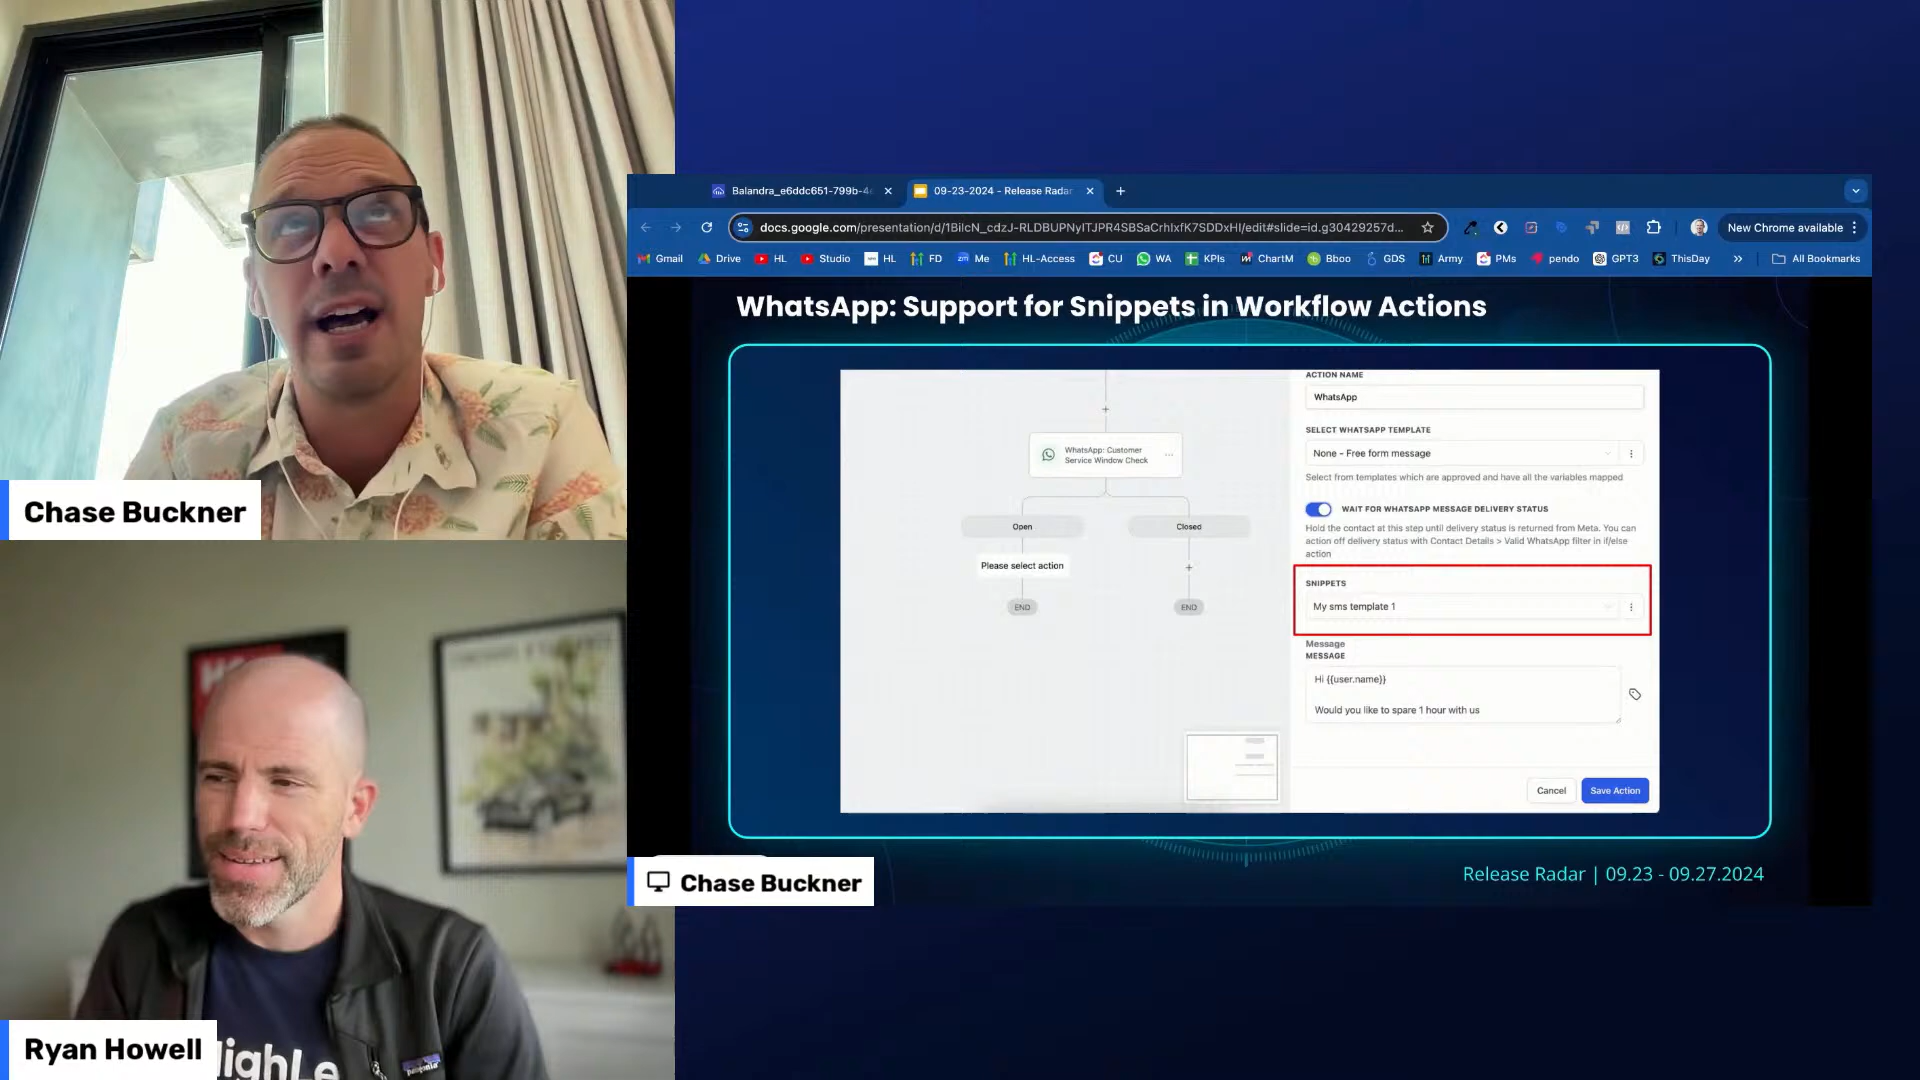 Chase Buckner
Ryan Howell
Balandra_e6ddc651-799b-4
09-23-2024 - Release Radar
docs.google.com/presentation/d/1BilcN_cdzJ-RLDBUPNyITJPR4SBSaCrhIxfK7SDDxHI/edit#slide=id.g30429257d...
New Chrome available
Gmail Drive HL Studio HL FD Me HL-Access CU WA KPIs ChartM Bboo GDS Army PMs pendo GPT3 ThisDay » All Bookmarks
WhatsApp: Support for Snippets in Workflow Actions
WhatsApp: Customer
Service Window Check
Open
Closed
Please select action
END
END
ACTION NAME
WhatsApp
SELECT WHATSAPP TEMPLATE
None - Free form message
Select from templates which are approved and have all the variables mapped
WAIT FOR WHATSAPP MESSAGE DELIVERY STATUS
Hold the contact at this step until delivery status is returned from Meta. You can
action off delivery status with Contact Details > Valid WhatsApp filter in if/else
action
SNIPPETS
My sms template 1
Message
MESSAGE
Hi {{user.name}}
Would you like to spare 1 hour with us
Cancel
Save Action
Chase Buckner
Release Radar | 09.23 - 09.27.2024
ighLe
patagonia